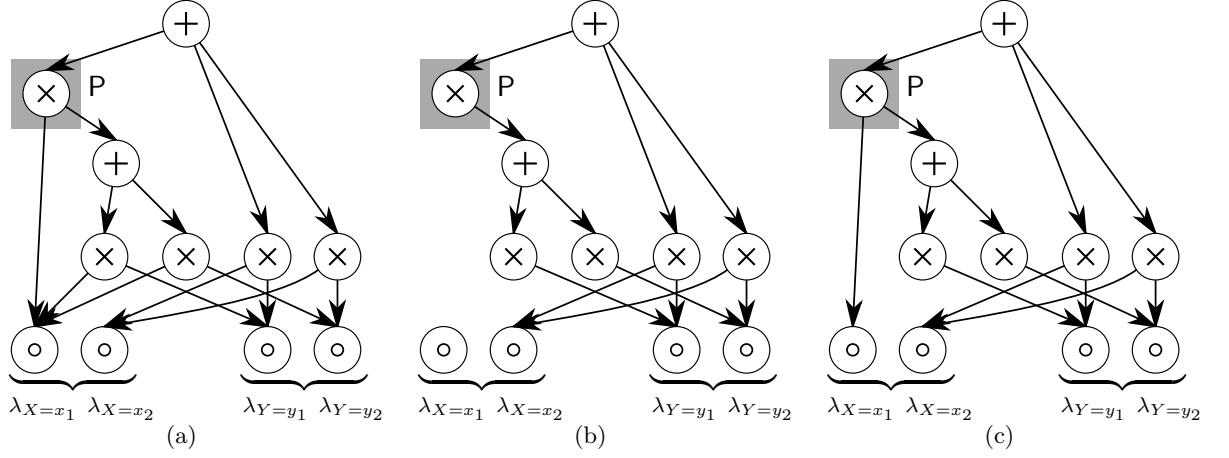 + + +
× P × P × P
+ + +
× × × × × × × × × × × ×
λX=x1 λX=x2 λY=y1 λY=y2 λX=x1 λX=x2 λY=y1 λY=y2 λX=x1 λX=x2 λY=y1 λY=y2
(a) (b) (c)